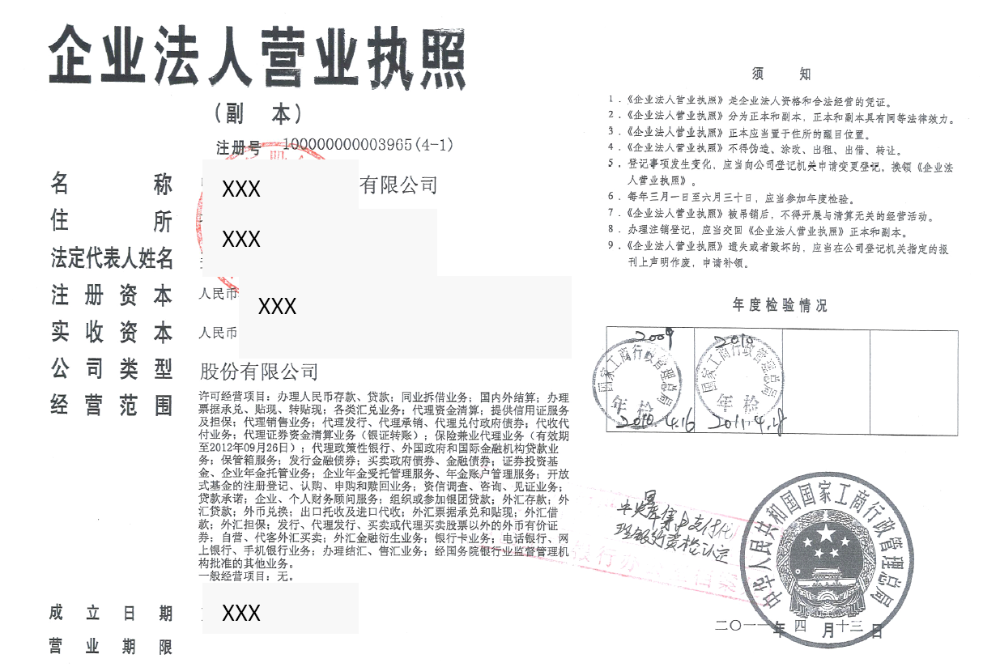 企业法人营业执照
(副 本)
注册号 100000000003965(4-1)
名 称 XXX 有限公司
住 所 XXX
法定代表人姓名
注册资本 人民币 XXX
实收资本 人民币
公司类型 股份有限公司
经营范围 许可经营项目：办理人民币存款、贷款；同业拆借业务；国内外结算；办理
票据承兑、贴现、转贴现；各类汇兑业务；代理资金清算；提供信用证服务
及担保；代理销售业务；代理发行、代理承销、代理兑付政府债券；代收代
付业务；代理证券资金清算业务（银证转账）；保险兼业代理业务（有效期
至2012年09月26日）；代理政策性银行、外国政府和国际金融机构贷款业
务；保管箱服务；发行金融债券；买卖政府债券、金融债券；证券投资基
金、企业年金托管业务；企业年金受托管理服务、年金账户管理服务；开放
式基金的注册登记、认购、申购和赎回业务；资信调查、咨询、见证业务；
贷款承诺；企业、个人财务顾问服务；组织或参加银团贷款；外汇存款；外
汇贷款；外币兑换；出口托收及进口代收；外汇票据承兑和贴现；外汇借
款；外汇担保；发行、代理发行、买卖或代理买卖股票以外的外币有价证
券；自营、代客外汇买卖；外汇金融衍生业务；银行卡业务；电话银行、网
上银行、手机银行业务；办理结汇、售汇业务；经国务院银行业监督管理机
构批准的其他业务。
一般经营项目：无。
成立日期 XXX
营业期限
须 知
1．《企业法人营业执照》是企业法人资格和合法经营的凭证。
2．《企业法人营业执照》分为正本和副本，正本和副本具有同等法律效力。
3．《企业法人营业执照》正本应当置于住所的醒目位置。
4．《企业法人营业执照》不得伪造、涂改、出租、出借、转让。
5．登记事项发生变化，应当向公司登记机关申请变更登记，换领《企业法
人营业执照》。
6．每年三月一日至六月三十日，应当参加年度检验。
7．《企业法人营业执照》被吊销后，不得开展与清算无关的经营活动。
8．办理注销登记，应当交回《企业法人营业执照》正本和副本。
9．《企业法人营业执照》遗失或者毁坏的，应当在公司登记机关指定的报
刊上声明作废，申请补领。
年度检验情况
2009 2010
国家工商行政管理总局 国家工商行政管理总局
年检 年检
2010.4.16 2011.4.28
中央
集中支付代
理银行资格认定
中华人民共和国国家工商行政管理总局
二〇一一年四月十三日